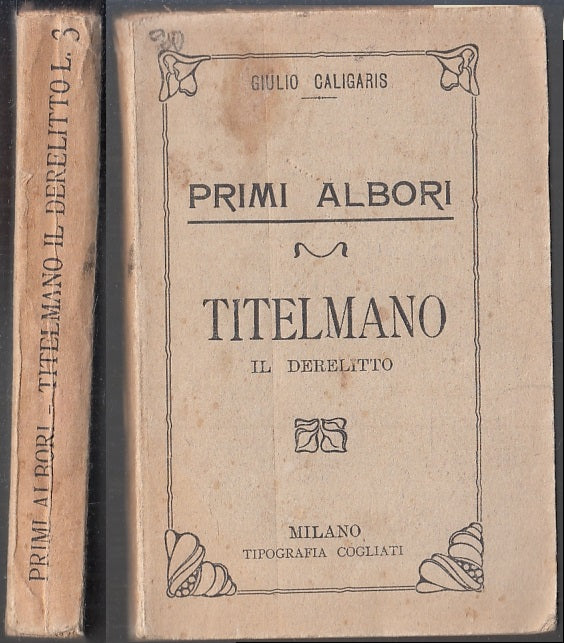 PRIMI ALBORI - TITELMANO IL DERELITTO L. 3
GIULIO CALIGARIS
PRIMI ALBORI
TITELMANO
IL DERELITTO
MILANO
TIPOGRAFIA COGLIATI